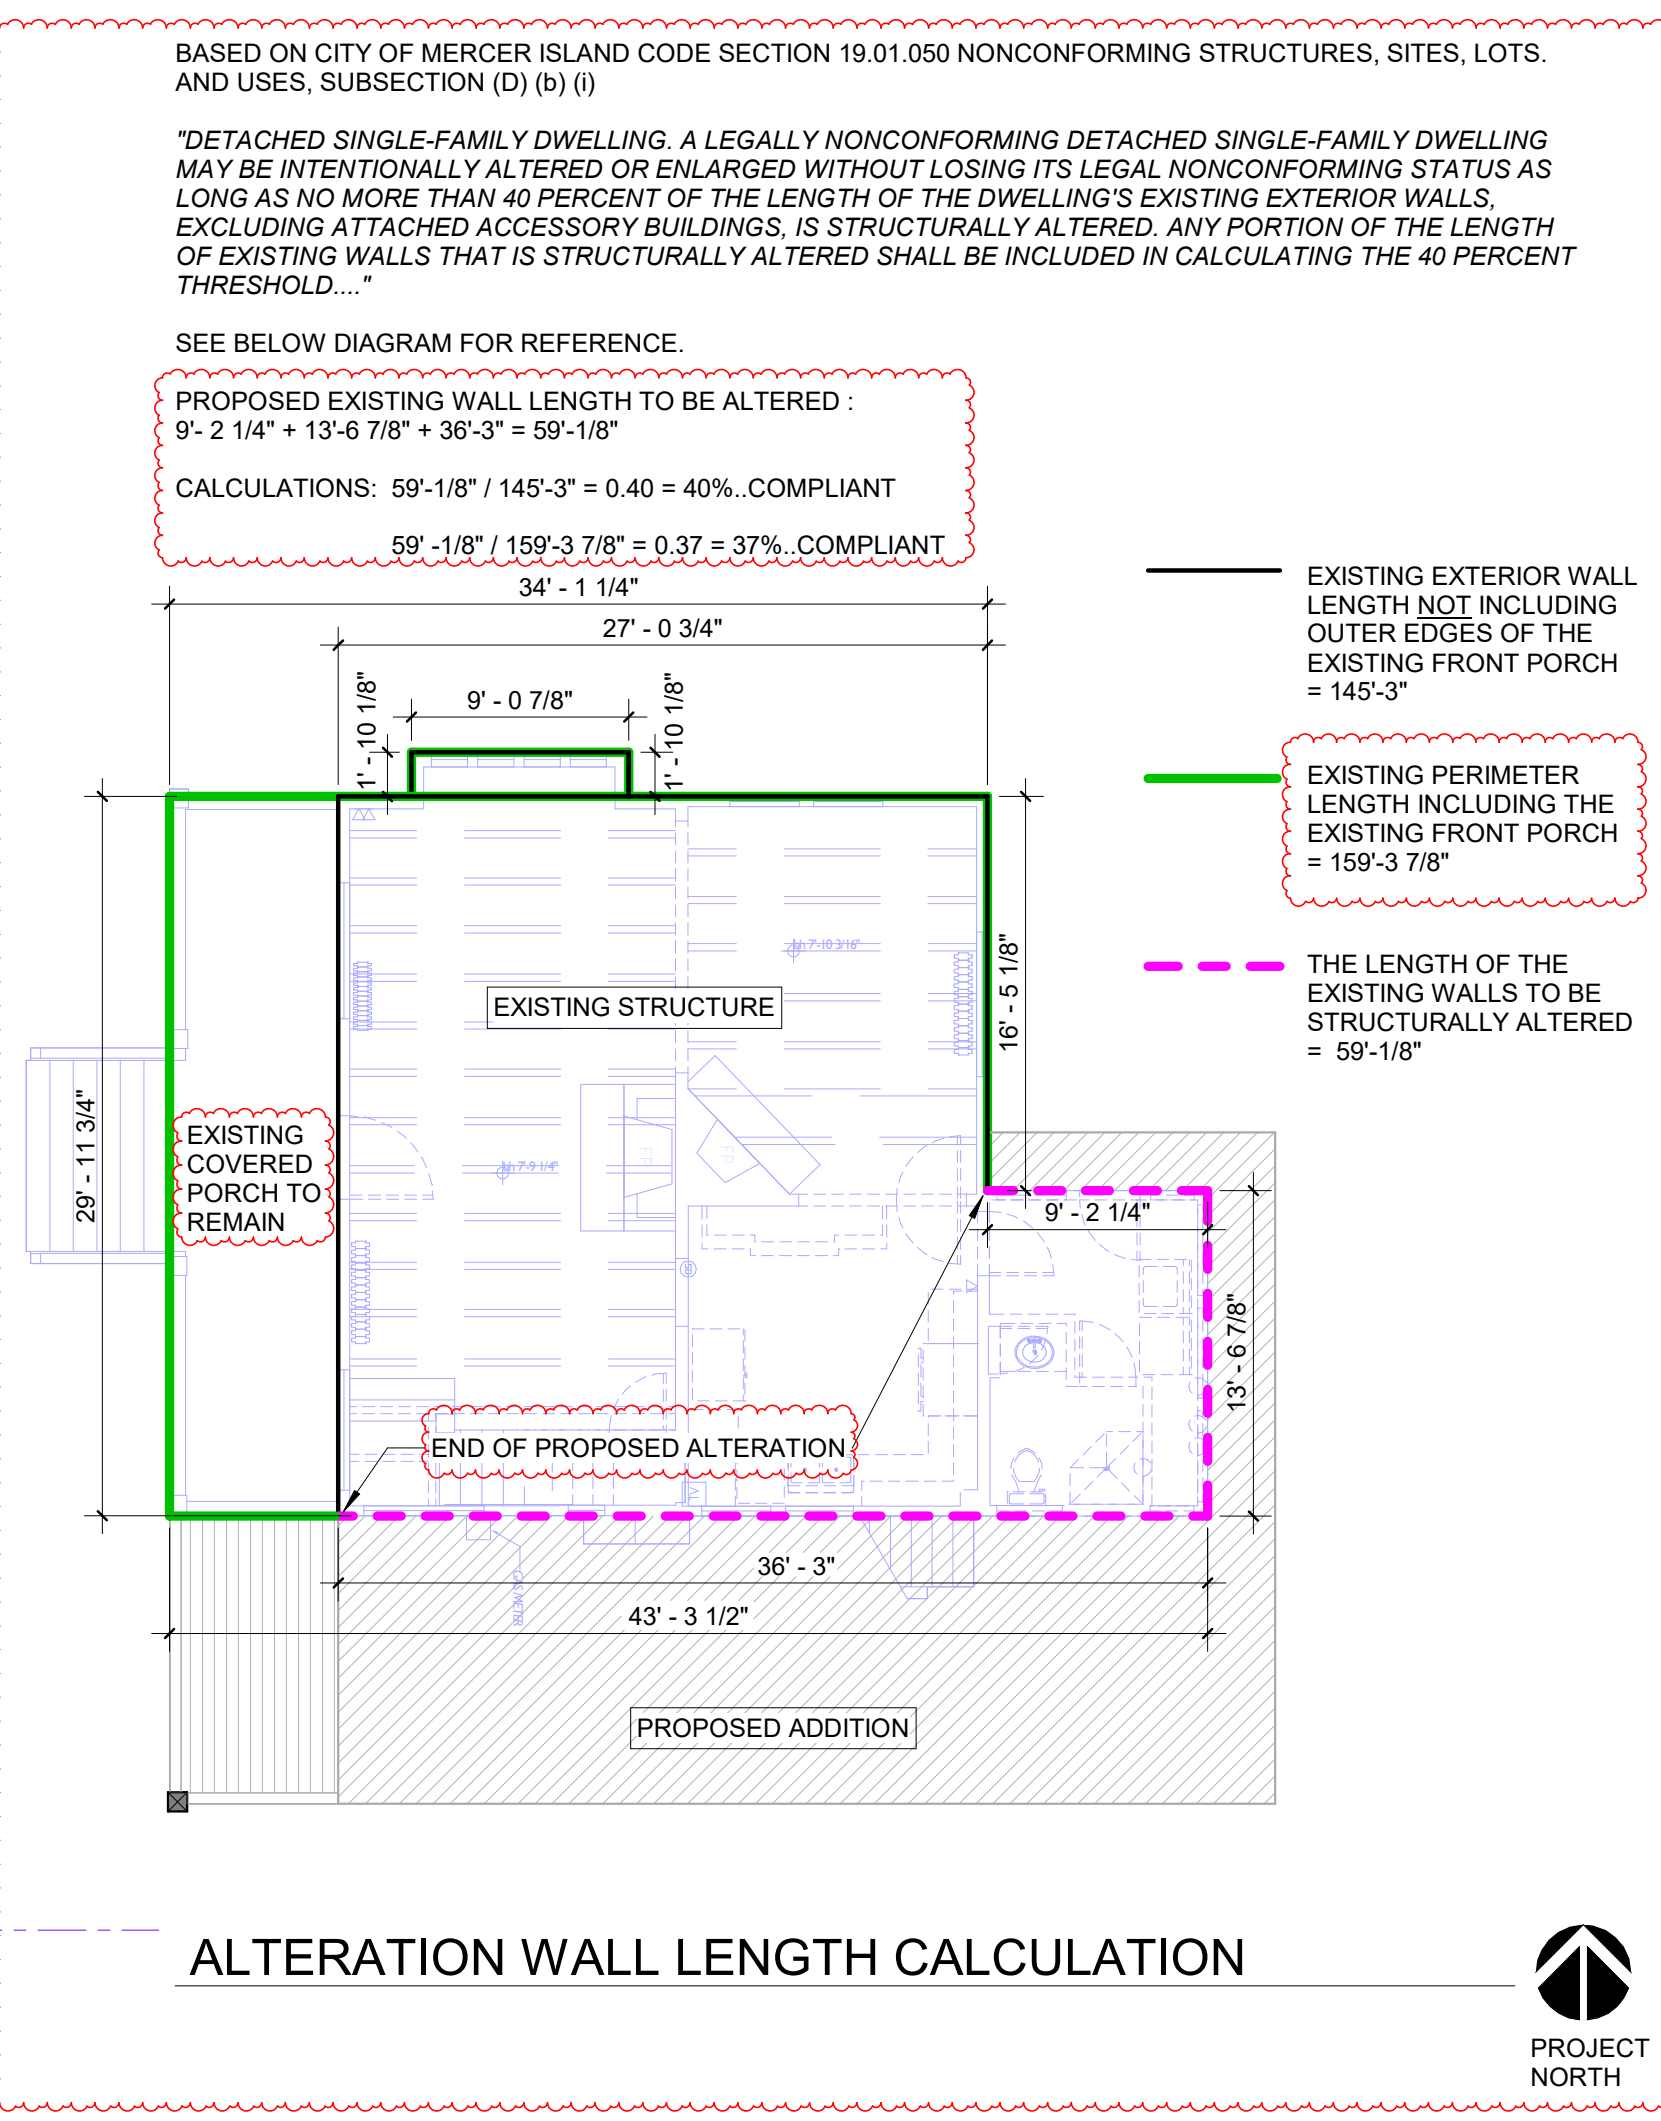 BASED ON CITY OF MERCER ISLAND CODE SECTION 19.01.050 NONCONFORMING STRUCTURES, SITES, LOTS.
AND USES, SUBSECTION (D) (b) (i)
"DETACHED SINGLE-FAMILY DWELLING. A LEGALLY NONCONFORMING DETACHED SINGLE-FAMILY DWELLING
MAY BE INTENTIONALLY ALTERED OR ENLARGED WITHOUT LOSING ITS LEGAL NONCONFORMING STATUS AS
LONG AS NO MORE THAN 40 PERCENT OF THE LENGTH OF THE DWELLING'S EXISTING EXTERIOR WALLS,
EXCLUDING ATTACHED ACCESSORY BUILDINGS, IS STRUCTURALLY ALTERED. ANY PORTION OF THE LENGTH
OF EXISTING WALLS THAT IS STRUCTURALLY ALTERED SHALL BE INCLUDED IN CALCULATING THE 40 PERCENT
THRESHOLD...."
SEE BELOW DIAGRAM FOR REFERENCE.
PROPOSED EXISTING WALL LENGTH TO BE ALTERED :
9'- 2 1/4" + 13'-6 7/8" + 36'-3" = 59'-1/8"
CALCULATIONS: 59'-1/8" / 145'-3" = 0.40 = 40%..COMPLIANT
59' -1/8" / 159'-3 7/8" = 0.37 = 37%..COMPLIANT
34' - 1 1/4"
27' - 0 3/4"
1' - 10 1/8"
9' - 0 7/8"
1' - 10 1/8"
EXISTING EXTERIOR WALL
LENGTH NOT INCLUDING
OUTER EDGES OF THE
EXISTING FRONT PORCH
= 145'-3"
EXISTING PERIMETER
LENGTH INCLUDING THE
EXISTING FRONT PORCH
= 159'-3 7/8"
THE LENGTH OF THE
EXISTING WALLS TO BE
STRUCTURALLY ALTERED
= 59'-1/8"
7'-10 3/16"
EXISTING STRUCTURE
16' - 5 1/8"
29' - 11 3/4"
EXISTING
COVERED
PORCH TO
REMAIN
FP
FP
7'-9 1/4"
9' - 2 1/4"
13' - 6 7/8"
END OF PROPOSED ALTERATION
GAS METER
36' - 3"
43' - 3 1/2"
PROPOSED ADDITION
ALTERATION WALL LENGTH CALCULATION
PROJECT
NORTH